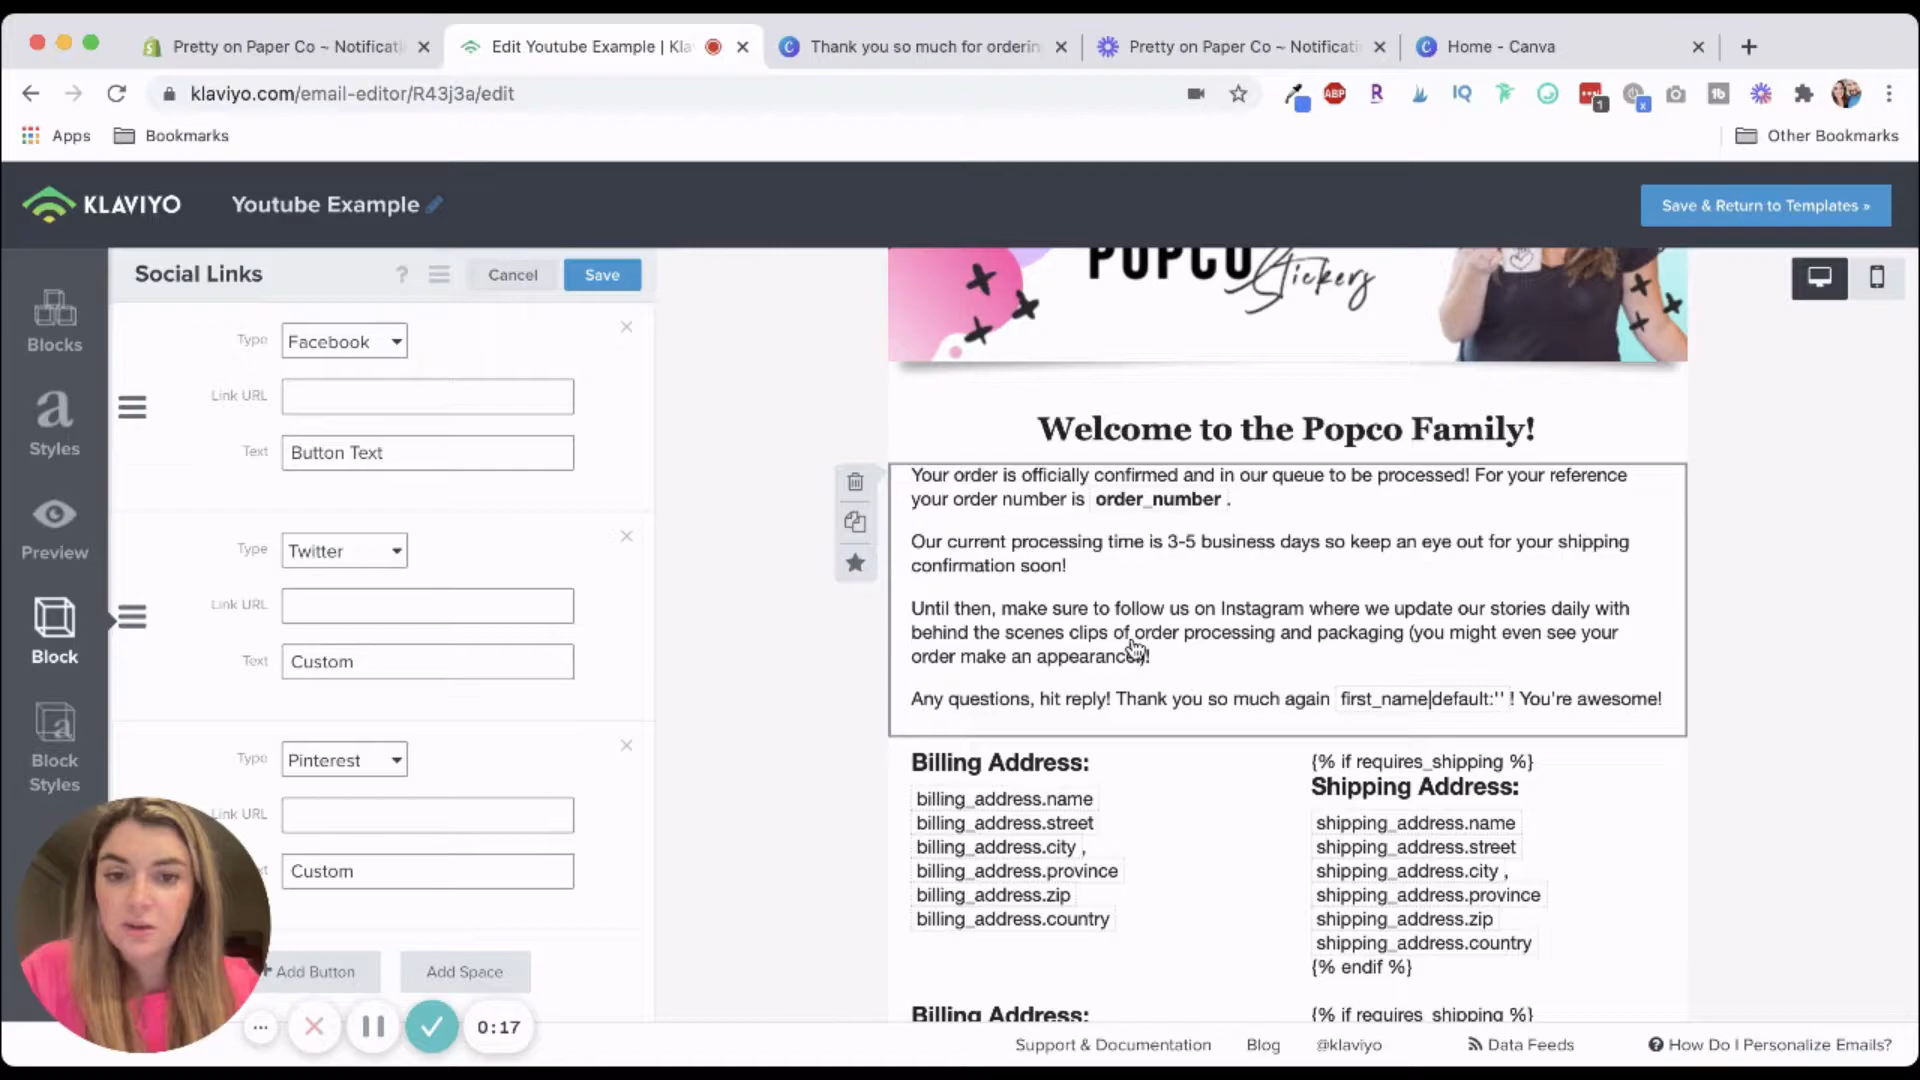 Pretty on Paper Co ~ Notificati
Edit Youtube Example | Kla
Thank you so much for orderin
Pretty on Paper Co ~ Notificati
Home - Canva
klaviyo.com/email-editor/R43j3a/edit
ABP
R
IQ
1
x
tb
Apps
Bookmarks
Other Bookmarks
KLAVIYO
Youtube Example
Save & Return to Templates »
Social Links
?
Cancel
Save
POPCO
Stickers
Blocks
Styles
Preview
Block
Block Styles
Type
Facebook
Link URL
Text
Button Text
Type
Twitter
Link URL
Text
Custom
Type
Pinterest
Link URL
Custom
Add Button
Add Space
0:17
Welcome to the Popco Family!
Your order is officially confirmed and in our queue to be processed! For your reference
your order number is order_number .
Our current processing time is 3-5 business days so keep an eye out for your shipping
confirmation soon!
Until then, make sure to follow us on Instagram where we update our stories daily with
behind the scenes clips of order processing and packaging (you might even see your
order make an appearance)!
Any questions, hit reply! Thank you so much again first_name|default:'' ! You're awesome!
Billing Address:
billing_address.name
billing_address.street
billing_address.city ,
billing_address.province
billing_address.zip
billing_address.country
{% if requires_shipping %}
Shipping Address:
shipping_address.name
shipping_address.street
shipping_address.city ,
shipping_address.province
shipping_address.zip
shipping_address.country
{% endif %}
Billing Address:
{% if requires_shipping %}
Support & Documentation
Blog
@klaviyo
Data Feeds
How Do I Personalize Emails?